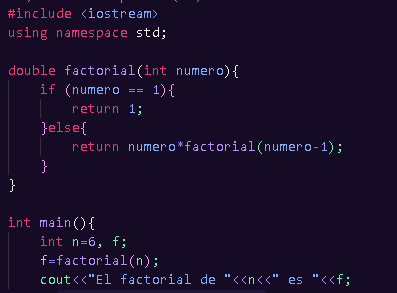 #include <iostream>
using namespace std;
double factorial(int numero){
if (numero == 1){
return 1;
}else{
return numero*factorial(numero-1);
}
}
int main(){
int n=6, f;
f=factorial(n);
cout<<"El factorial de "<<n<<" es "<<f;